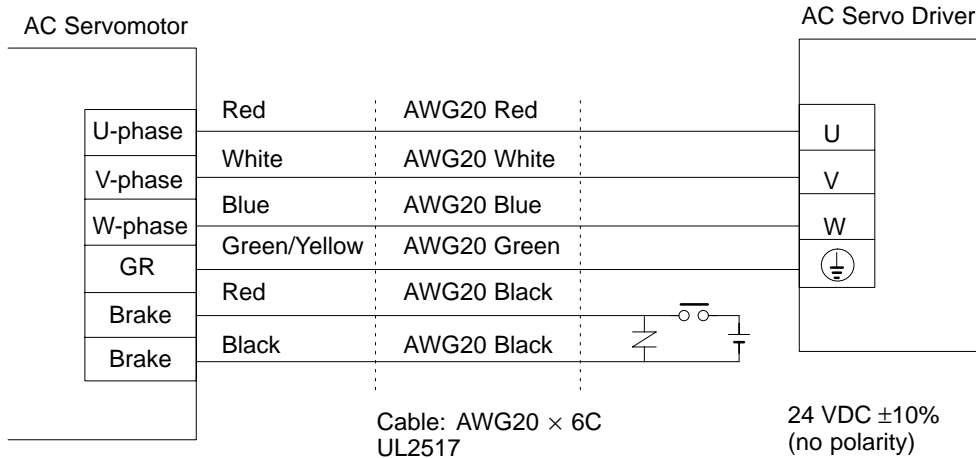 AC Servomotor
AC Servo Driver
U-phase
Red
AWG20 Red
U
V-phase
White
AWG20 White
V
W-phase
Blue
AWG20 Blue
W
GR
Green/Yellow
AWG20 Green
Brake
Red
AWG20 Black
Brake
Black
AWG20 Black
Cable: AWG20 × 6C
UL2517
24 VDC ±10%
(no polarity)